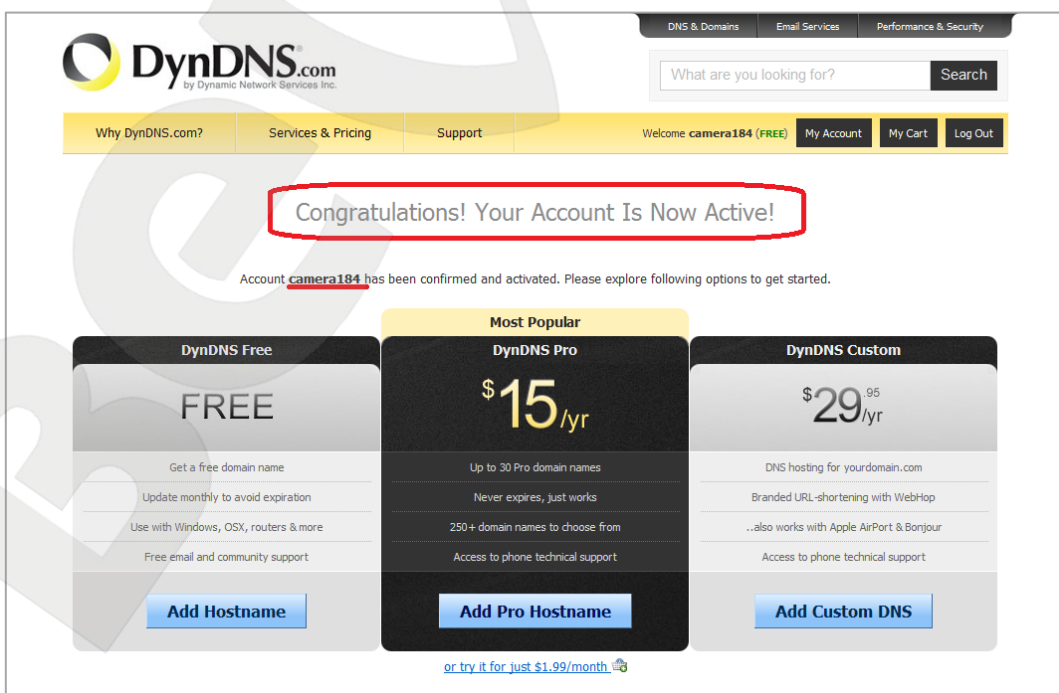 DNS & Domains Email Services Performance & Security
DynDNS.com
by Dynamic Network Services Inc.
What are you looking for? Search
Why DynDNS.com? Services & Pricing Support Welcome camera184 (FREE) My Account My Cart Log Out
Congratulations! Your Account Is Now Active!
Account camera184 has been confirmed and activated. Please explore following options to get started.
Most Popular
DynDNS Free DynDNS Pro DynDNS Custom
FREE $15/yr $29.95/yr
Get a free domain name Up to 30 Pro domain names DNS hosting for yourdomain.com
Update monthly to avoid expiration Never expires, just works Branded URL-shortening with WebHop
Use with Windows, OSX, routers & more 250+ domain names to choose from ..also works with Apple AirPort & Bonjour
Free email and community support Access to phone technical support Access to phone technical support
Add Hostname Add Pro Hostname Add Custom DNS
or try it for just $1.99/month